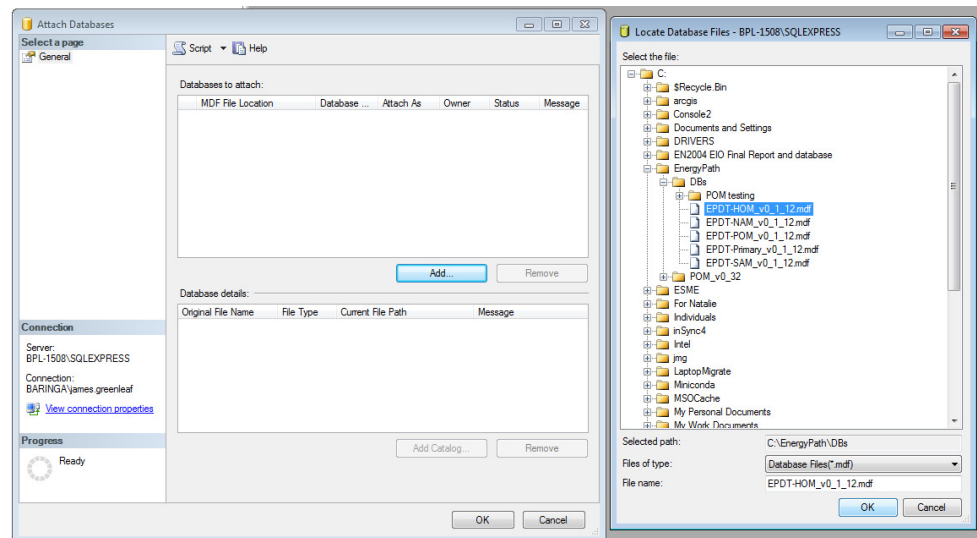 Attach Databases
Select a page
General
Script Help
Databases to attach:
MDF File Location Database ... Attach As Owner Status Message
Add... Remove
Database details:
Original File Name File Type Current File Path Message
Connection
Server:
BPL-1508\SQLEXPRESS
Connection:
BARINGA\james.greenleaf
View connection properties
Progress
Ready
Add Catalog... Remove
OK Cancel
Locate Database Files - BPL-1508\SQLEXPRESS
Select the file:
C:
$Recycle.Bin
arcgis
Console2
Documents and Settings
DRIVERS
EN2004 EIO Final Report and database
EnergyPath
DBs
POM testing
EPDT-HOM_v0_1_12.mdf
EPDT-NAM_v0_1_12.mdf
EPDT-POM_v0_1_12.mdf
EPDT-Primary_v0_1_12.mdf
EPDT-SAM_v0_1_12.mdf
POM_v0_32
ESME
For Natalie
Individuals
inSync4
Intel
jmg
LaptopMigrate
Miniconda
MSOCache
My Personal Documents
My Work Documents
Selected path: C:\EnergyPath\DBs
Files of type: Database Files(*.mdf)
File name: EPDT-HOM_v0_1_12.mdf
OK Cancel